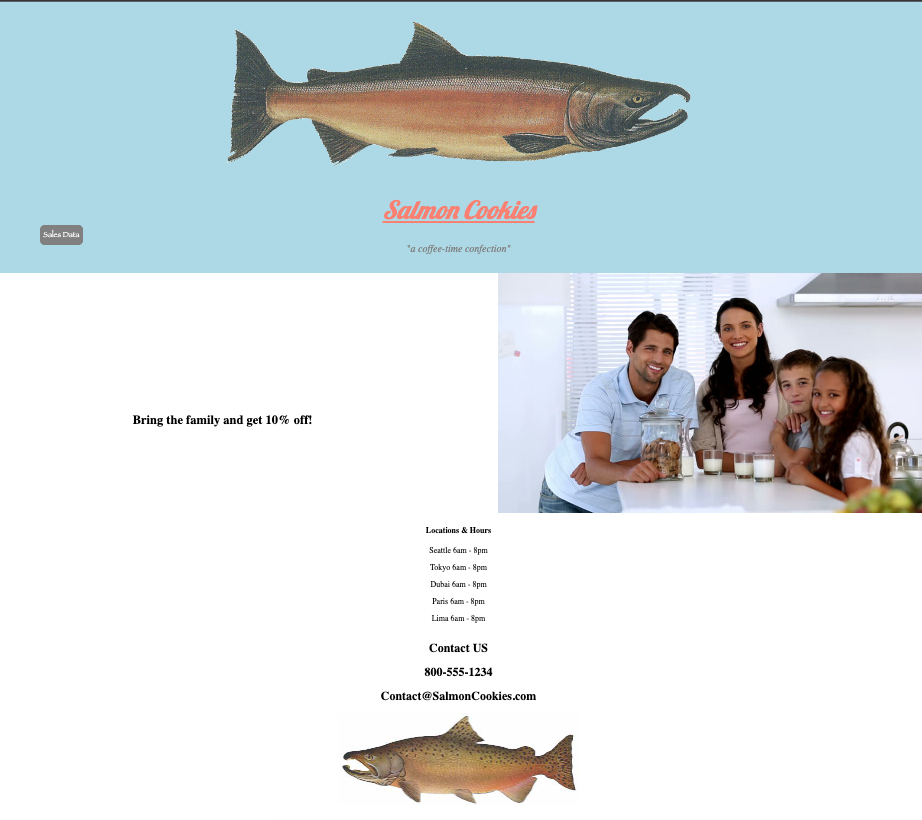 Salmon Cookies
Sales Data
"a coffee-time confection"
Bring the family and get 10% off!
Locations & Hours
Seattle 6am - 8pm
Tokyo 6am - 8pm
Dubai 6am - 8pm
Paris 6am - 8pm
Lima 6am - 8pm
Contact US
800-555-1234
Contact@SalmonCookies.com